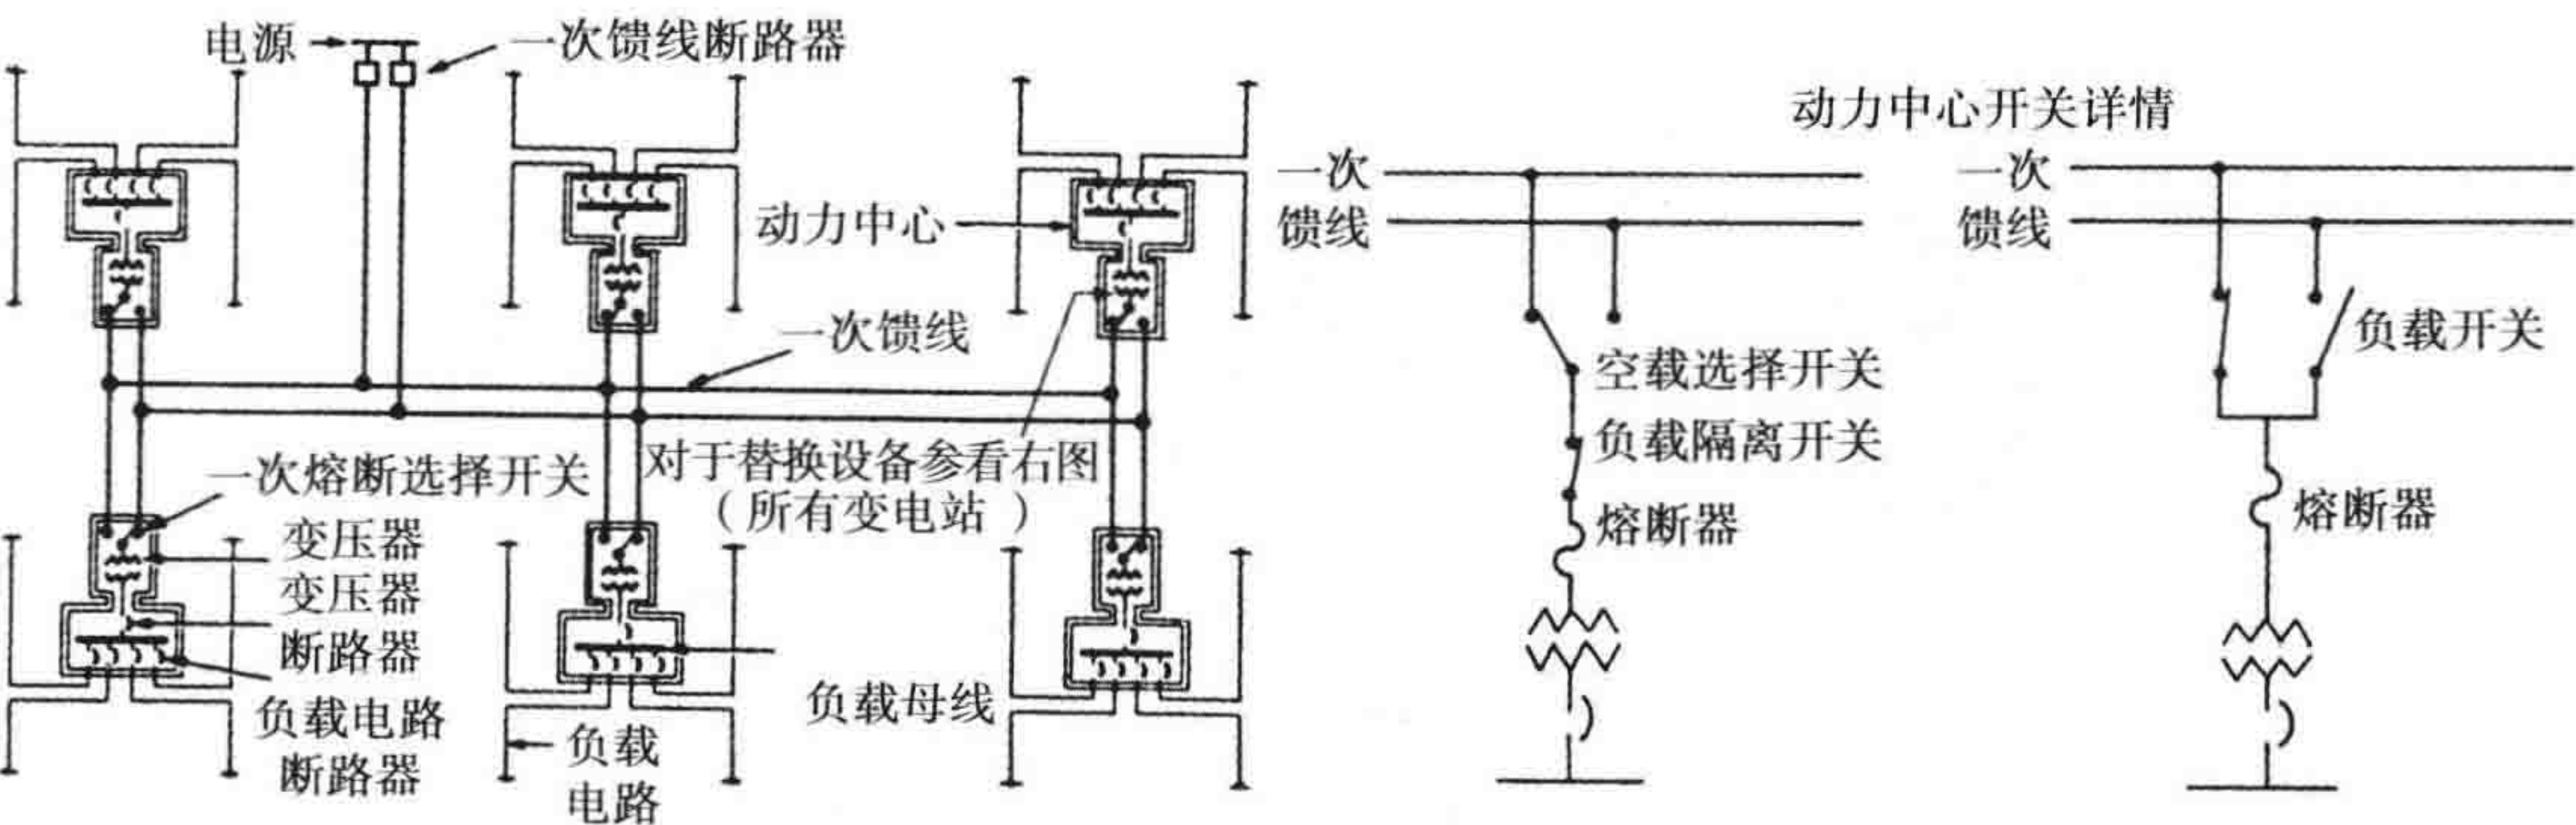 电源
一次馈线断路器
动力中心开关详情
一次
馈线
一次
馈线
动力中心
一次馈线
负载开关
空载选择开关
负载隔离开关
熔断器
熔断器
对于替换设备参看右图
（所有变电站）
一次熔断选择开关
变压器
变压器
断路器
负载电路
断路器
负载母线
负载
电路